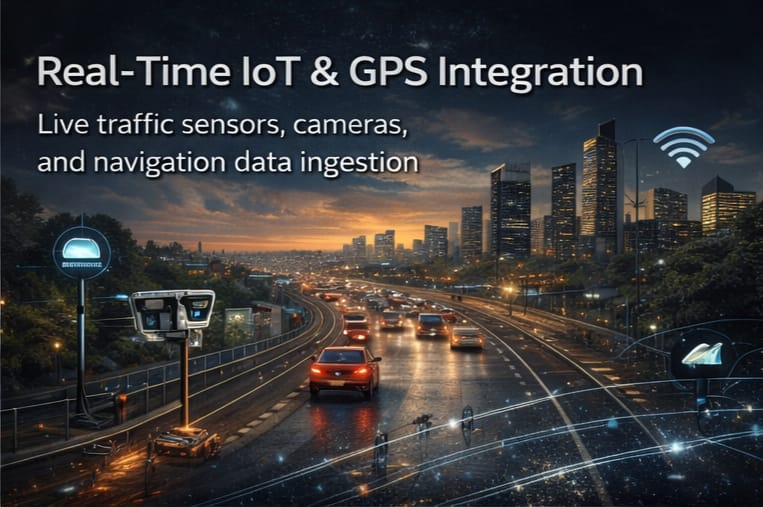 Real-Time IoT & GPS Integration
Live traffic sensors, cameras,
and navigation data ingestion